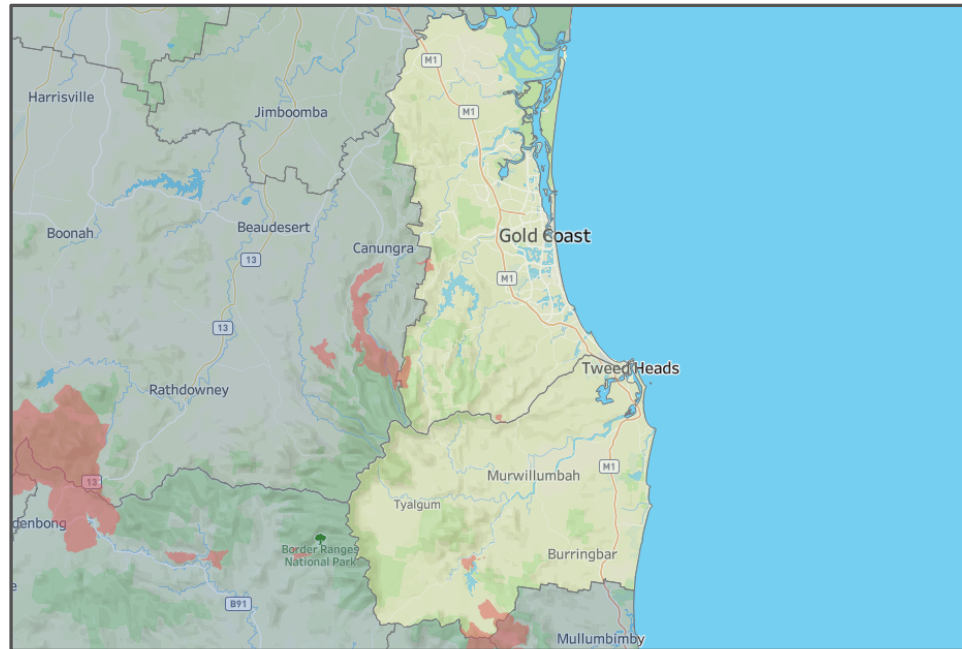 M1
Harrisville
M1
Jimboomba
Beaudesert
Boonah
Gold Coast
Canungra
13
M1
13
Tweed Heads
Rathdowney
M1
Murwillumbah
13
Tyalgum
denbong
Border Ranges
National Park
Burringbar
e
B91
Mullumbimby